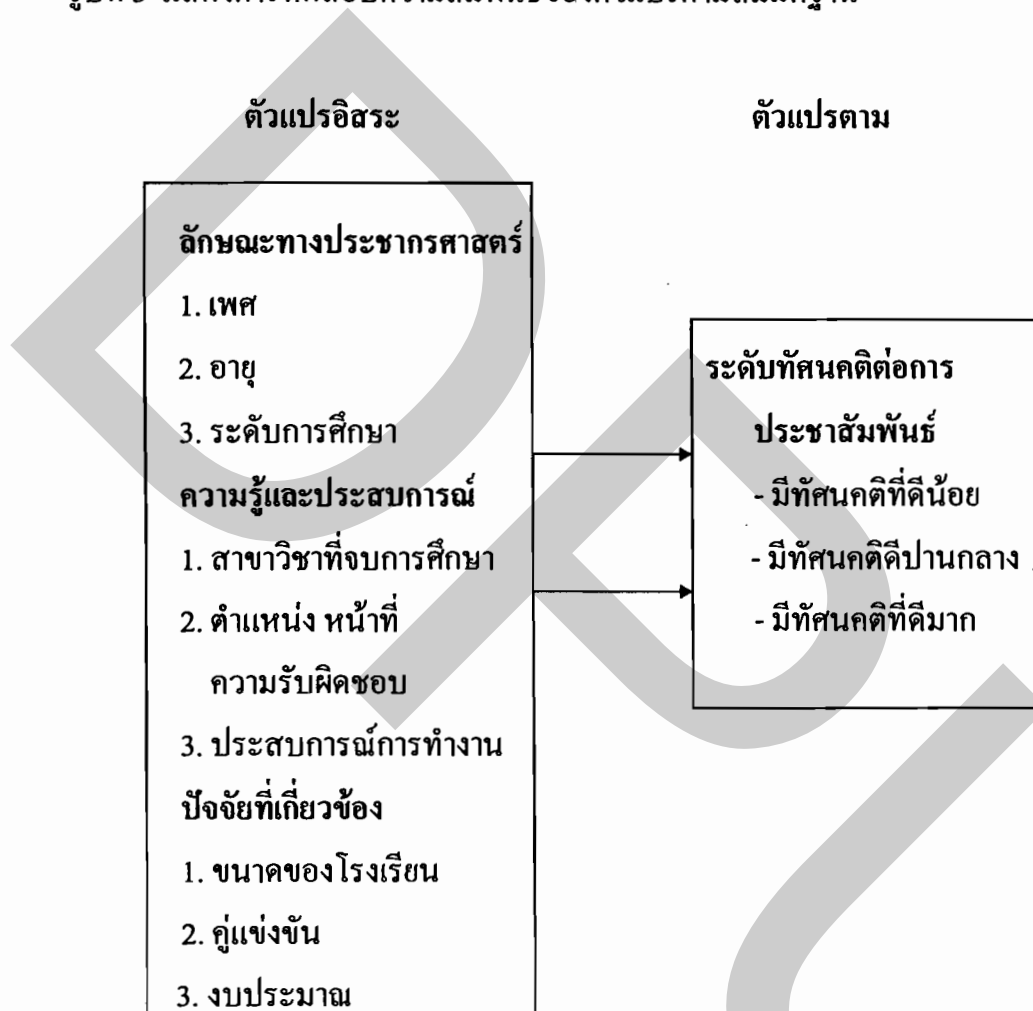 ตัวแปรอิสระ
ตัวแปรตาม
ลักษณะทางประชากรศาสตร์
1. เพศ
2. อายุ
3. ระดับการศึกษา
ความรู้และประสบการณ์
1. สาขาวิชาที่จบการศึกษา
2. ตำแหน่ง หน้าที่
ความรับผิดชอบ
3. ประสบการณ์การทำงาน
ปัจจัยที่เกี่ยวข้อง
1. ขนาดของโรงเรียน
2. คู่แข่งขัน
3. งบประมาณ
ระดับทัศนคติต่อการ
ประชาสัมพันธ์
- มีทัศนคติที่ดีน้อย
- มีทัศนคติดีปานกลาง
- มีทัศนคติที่ดีมาก